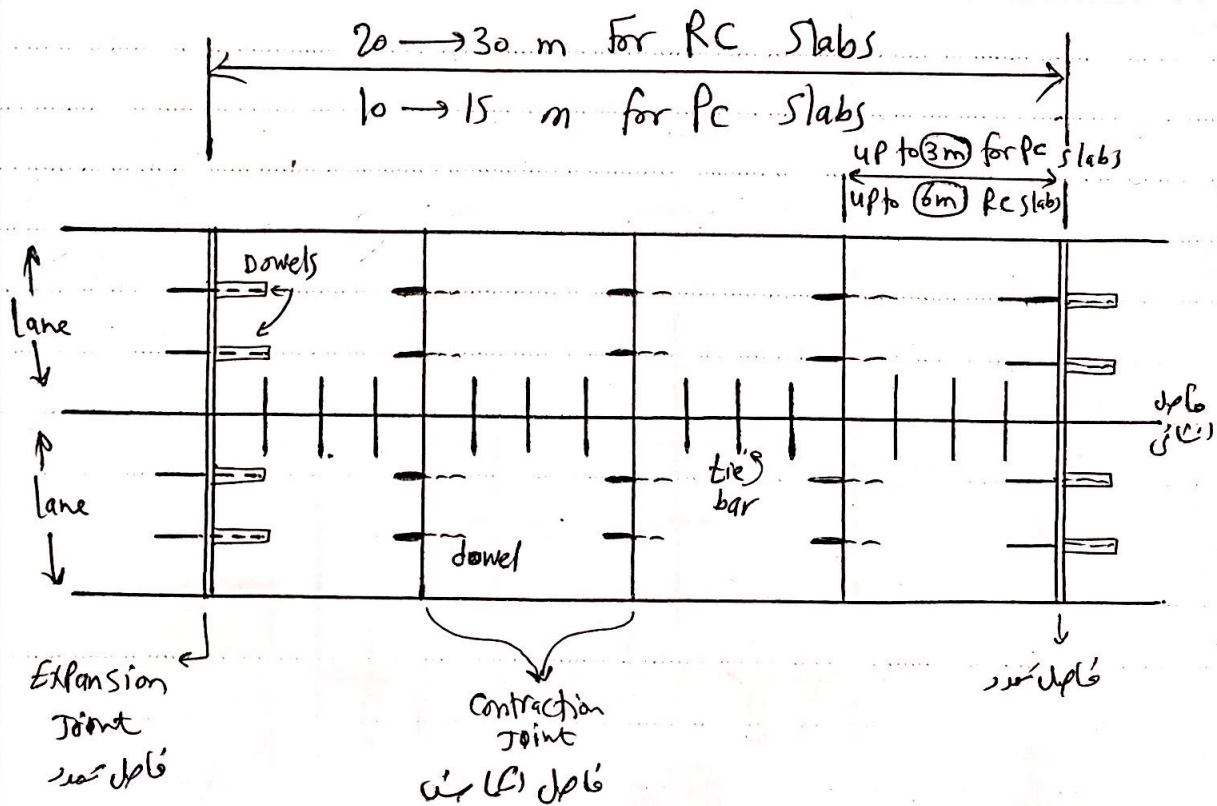 20 → 30 m for RC Slabs
10 → 15 m for PC Slabs
up to 3m for PC slabs
up to 6m RC slabs
Dowels
Lane
فاصل
انشائي
Lane
tie
bar
dowel
Expansion
Joint
فاصل تمدد
Contraction
Joint
فاصل انكماش
فاصل تمدد